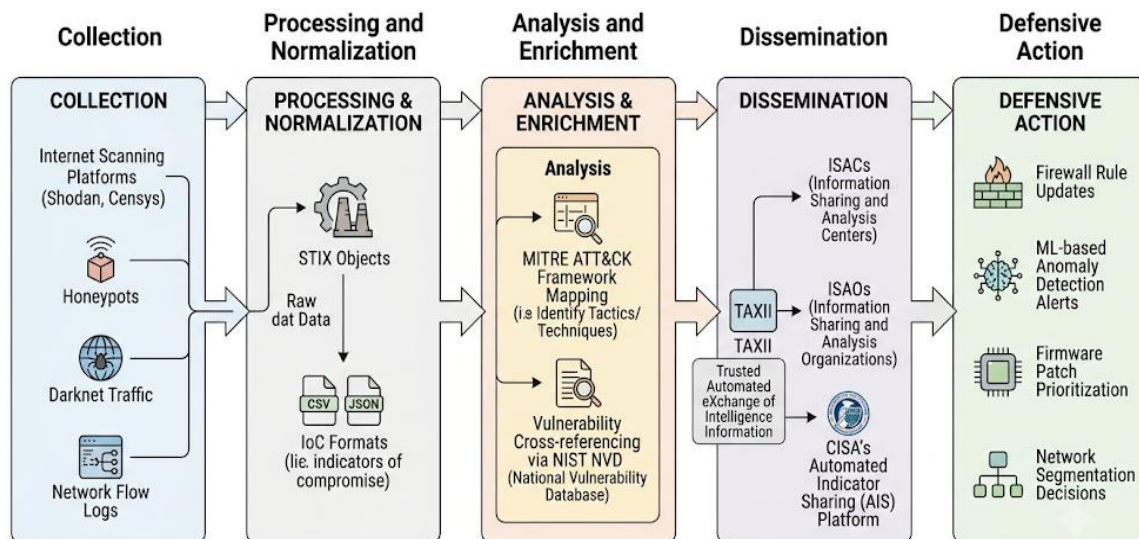 Collection
Processing and
Normalization
Analysis and
Enrichment
Dissemination
Defensive
Action
COLLECTION
Internet Scanning
Platforms
(Shodan, Censys)
Honeypots
Darknet Traffic
Network Flow
Logs
PROCESSING &
NORMALIZATION
STIX Objects
Raw
dat Data
CSV
JSON
IoC Formats
(Iie. indicators of
compromise)
ANALYSIS &
ENRICHMENT
Analysis
MITRE ATT&CK
Framework
Mapping
(i.e Identify Tactics/
Techniques)
Vulnerability
Cross-referencing
via NIST NVD
(National Vulnerability
Database)
DISSEMINATION
ISACs
(Information
Sharing and
Analysis
Centers)
TAXII
TAXII
ISAOs
(Information
Sharing and
Analysis
Organizations)
Trusted
Automated
eXchange of
Intelligence
Information
CISA's
Automated
Indicator
Sharing (AIS)
Platform
DEFENSIVE
ACTION
Firewall Rule
Updates
ML-based
Anomaly
Detection
Alerts
Firmware
Patch
Prioritization
Network
Segmentation
Decisions